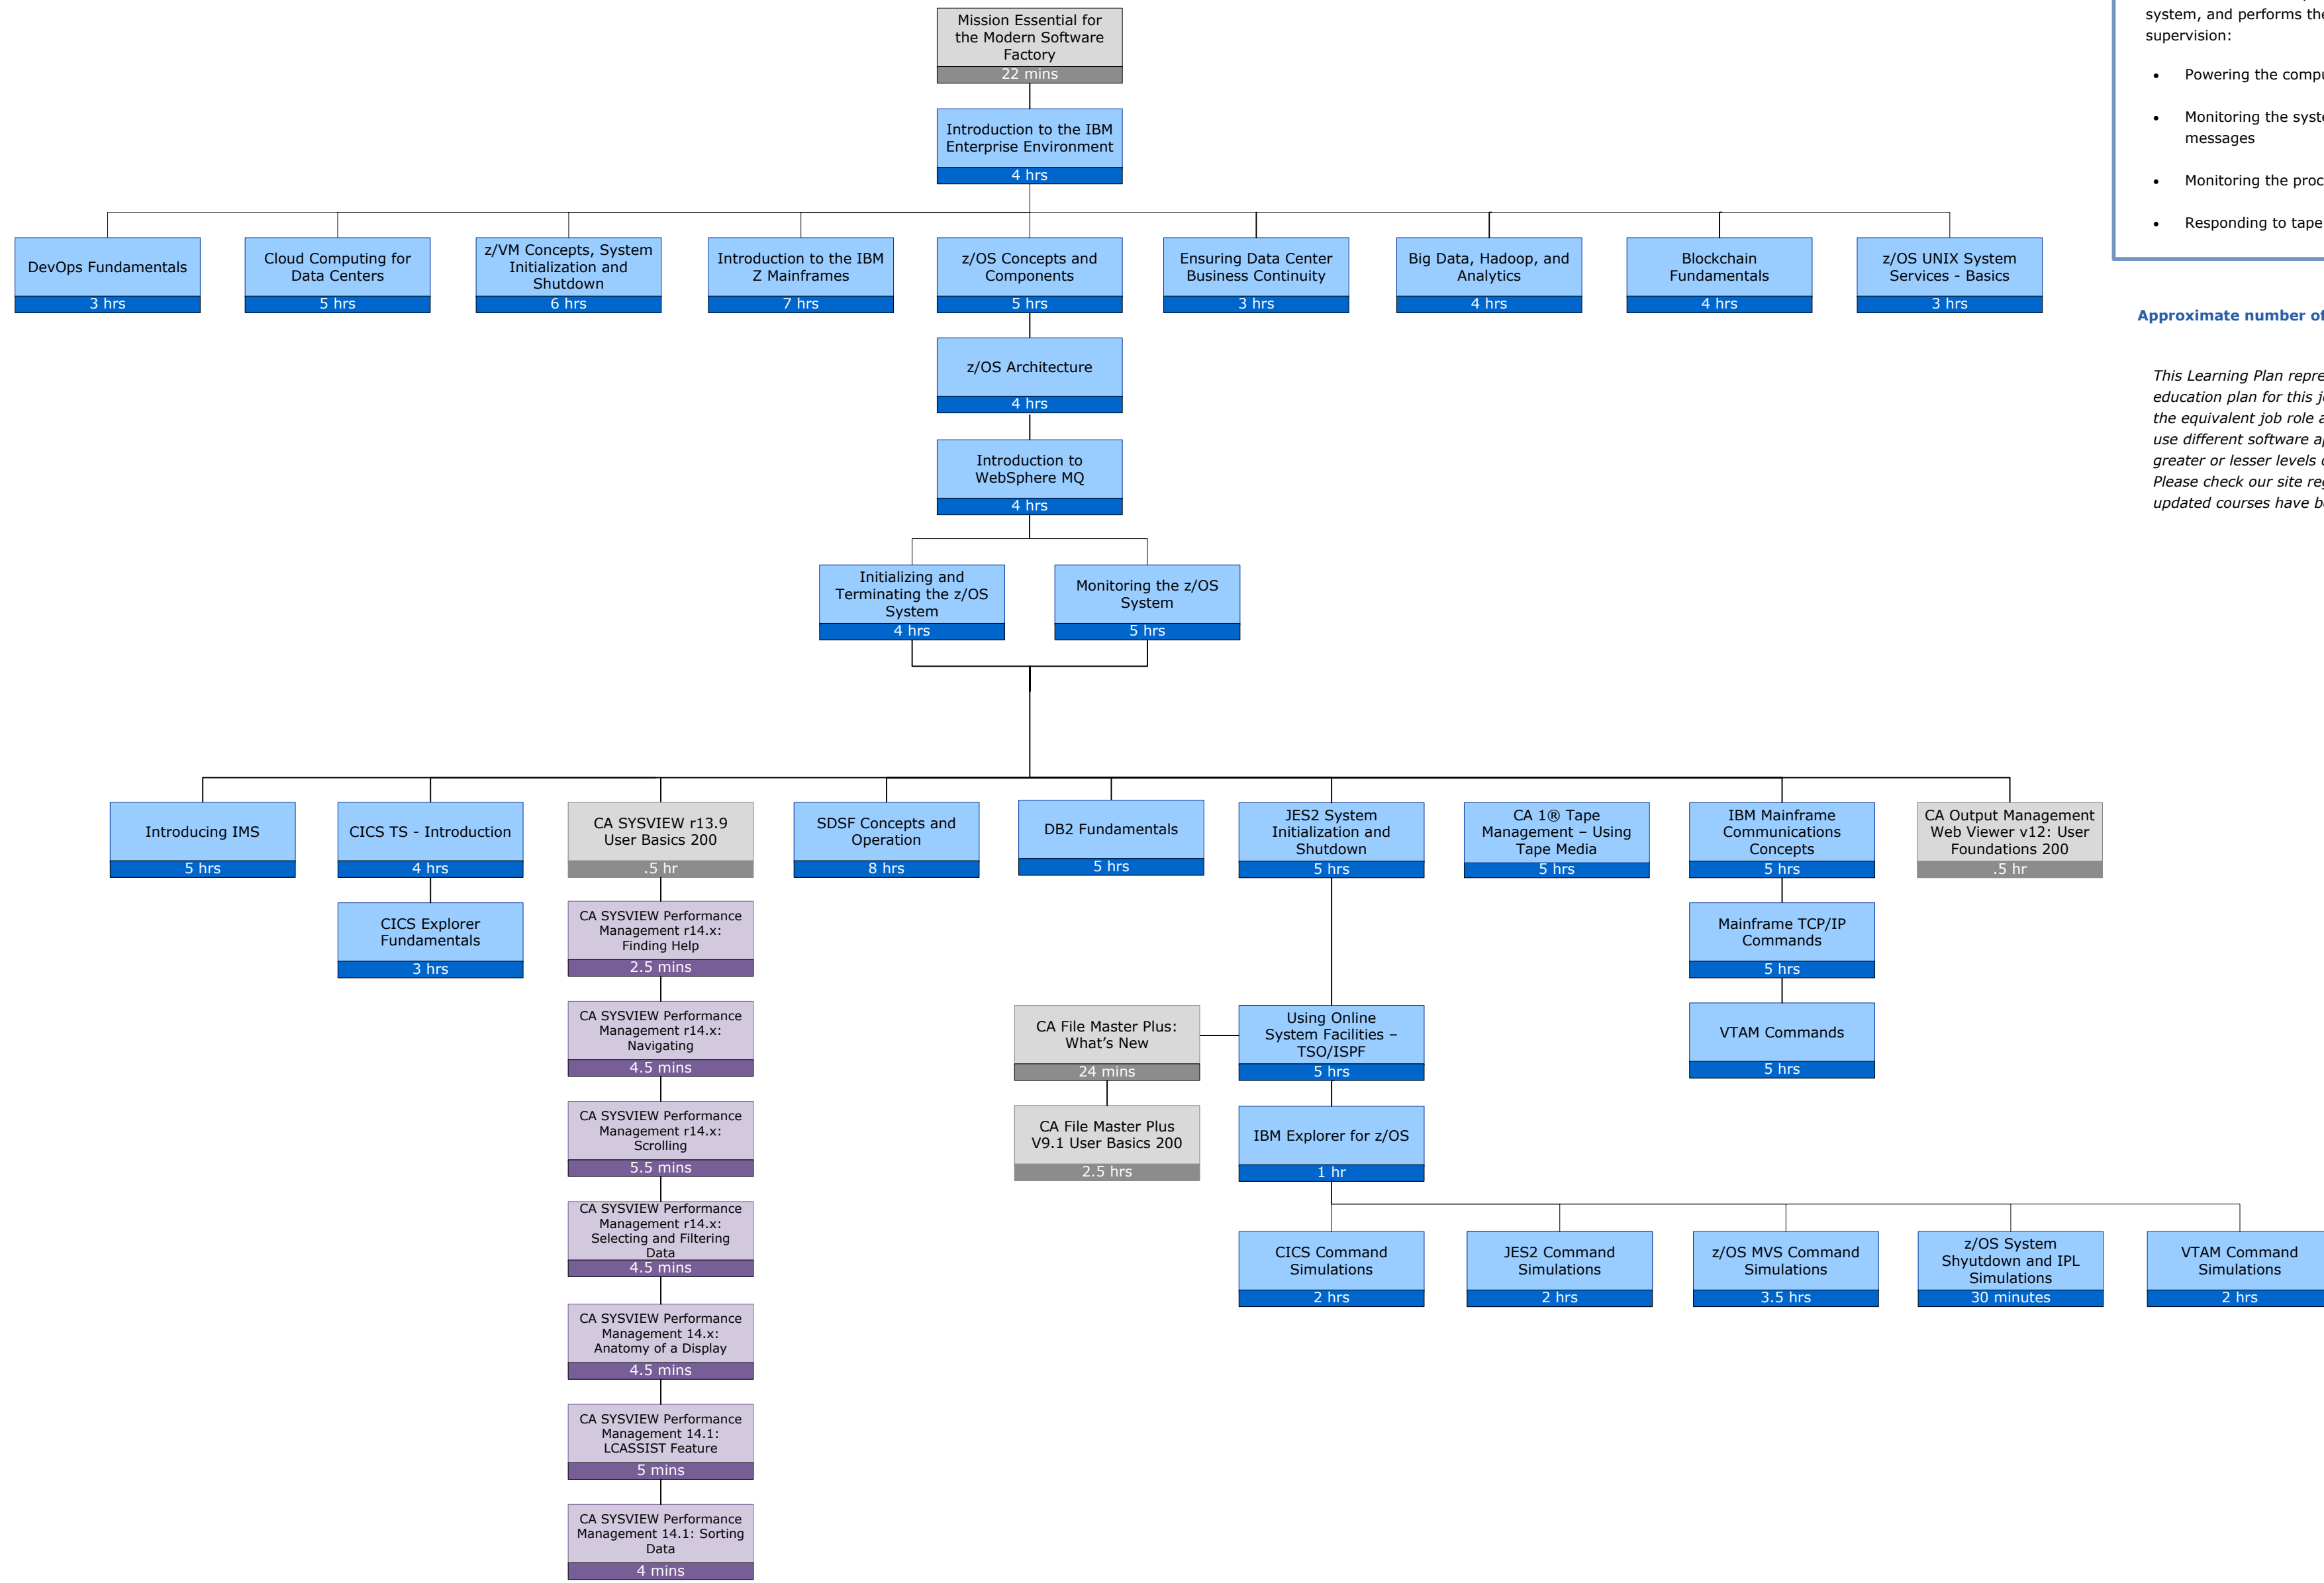 Mission Essential for
the Modern Software
Factory
22 mins
Introduction to the IBM
Enterprise Environment
4 hrs
DevOps Fundamentals
3 hrs
Cloud Computing for
Data Centers
5 hrs
z/VM Concepts, System
Initialization and
Shutdown
6 hrs
Introduction to the IBM
Z Mainframes
7 hrs
z/OS Concepts and
Components
5 hrs
Ensuring Data Center
Business Continuity
3 hrs
Big Data, Hadoop, and
Analytics
4 hrs
Blockchain
Fundamentals
4 hrs
z/OS UNIX System
Services - Basics
3 hrs
z/OS Architecture
4 hrs
Introduction to
WebSphere MQ
4 hrs
Initializing and
Terminating the z/OS
System
4 hrs
Monitoring the z/OS
System
5 hrs
Introducing IMS
5 hrs
CICS TS - Introduction
4 hrs
CICS Explorer
Fundamentals
3 hrs
CA SYSVIEW r13.9
User Basics 200
.5 hr
CA SYSVIEW Performance
Management r14.x:
Finding Help
2.5 mins
CA SYSVIEW Performance
Management r14.x:
Navigating
4.5 mins
CA SYSVIEW Performance
Management r14.x:
Scrolling
5.5 mins
CA SYSVIEW Performance
Management r14.x:
Selecting and Filtering
Data
4.5 mins
CA SYSVIEW Performance
Management 14.x:
Anatomy of a Display
4.5 mins
CA SYSVIEW Performance
Management 14.1:
LCASSIST Feature
5 mins
CA SYSVIEW Performance
Management 14.1: Sorting
Data
4 mins
SDSF Concepts and
Operation
8 hrs
DB2 Fundamentals
5 hrs
JES2 System
Initialization and
Shutdown
5 hrs
CA 1® Tape
Management – Using
Tape Media
5 hrs
IBM Mainframe
Communications
Concepts
5 hrs
Mainframe TCP/IP
Commands
5 hrs
VTAM Commands
5 hrs
CA Output Management
Web Viewer v12: User
Foundations 200
.5 hr
CA File Master Plus:
What's New
24 mins
CA File Master Plus
V9.1 User Basics 200
2.5 hrs
Using Online
System Facilities –
TSO/ISPF
5 hrs
IBM Explorer for z/OS
1 hr
CICS Command
Simulations
2 hrs
JES2 Command
Simulations
2 hrs
z/OS MVS Command
Simulations
3.5 hrs
z/OS System
Shyutdown and IPL
Simulations
30 minutes
VTAM Command
Simulations
2 hrs
system, and performs the
supervision:
• Powering the
• Monitoring the
messages
• Monitoring the
• Responding to tape
Approximate number of
This Learning Plan
education plan for this
the equivalent job role
use different software
greater or lesser levels
Please check our site
updated courses have